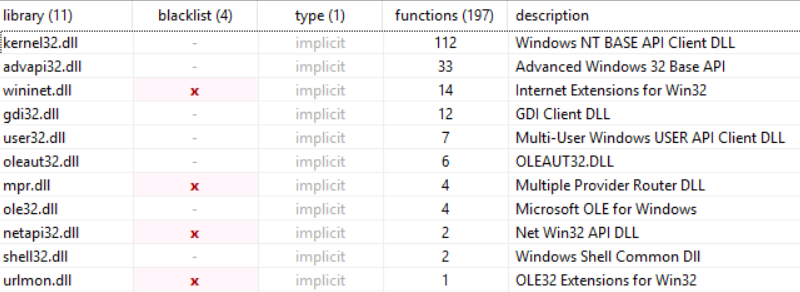 library (11) blacklist (4) type (1) functions (197) description
kernel32.dll - implicit 112 Windows NT BASE API Client DLL
advapi32.dll - implicit 33 Advanced Windows 32 Base API
wininet.dll x implicit 14 Internet Extensions for Win32
gdi32.dll - implicit 12 GDI Client DLL
user32.dll - implicit 7 Multi-User Windows USER API Client DLL
oleaut32.dll - implicit 6 OLEAUT32.DLL
mpr.dll x implicit 4 Multiple Provider Router DLL
ole32.dll - implicit 4 Microsoft OLE for Windows
netapi32.dll x implicit 2 Net Win32 API DLL
shell32.dll - implicit 2 Windows Shell Common Dll
urlmon.dll x implicit 1 OLE32 Extensions for Win32